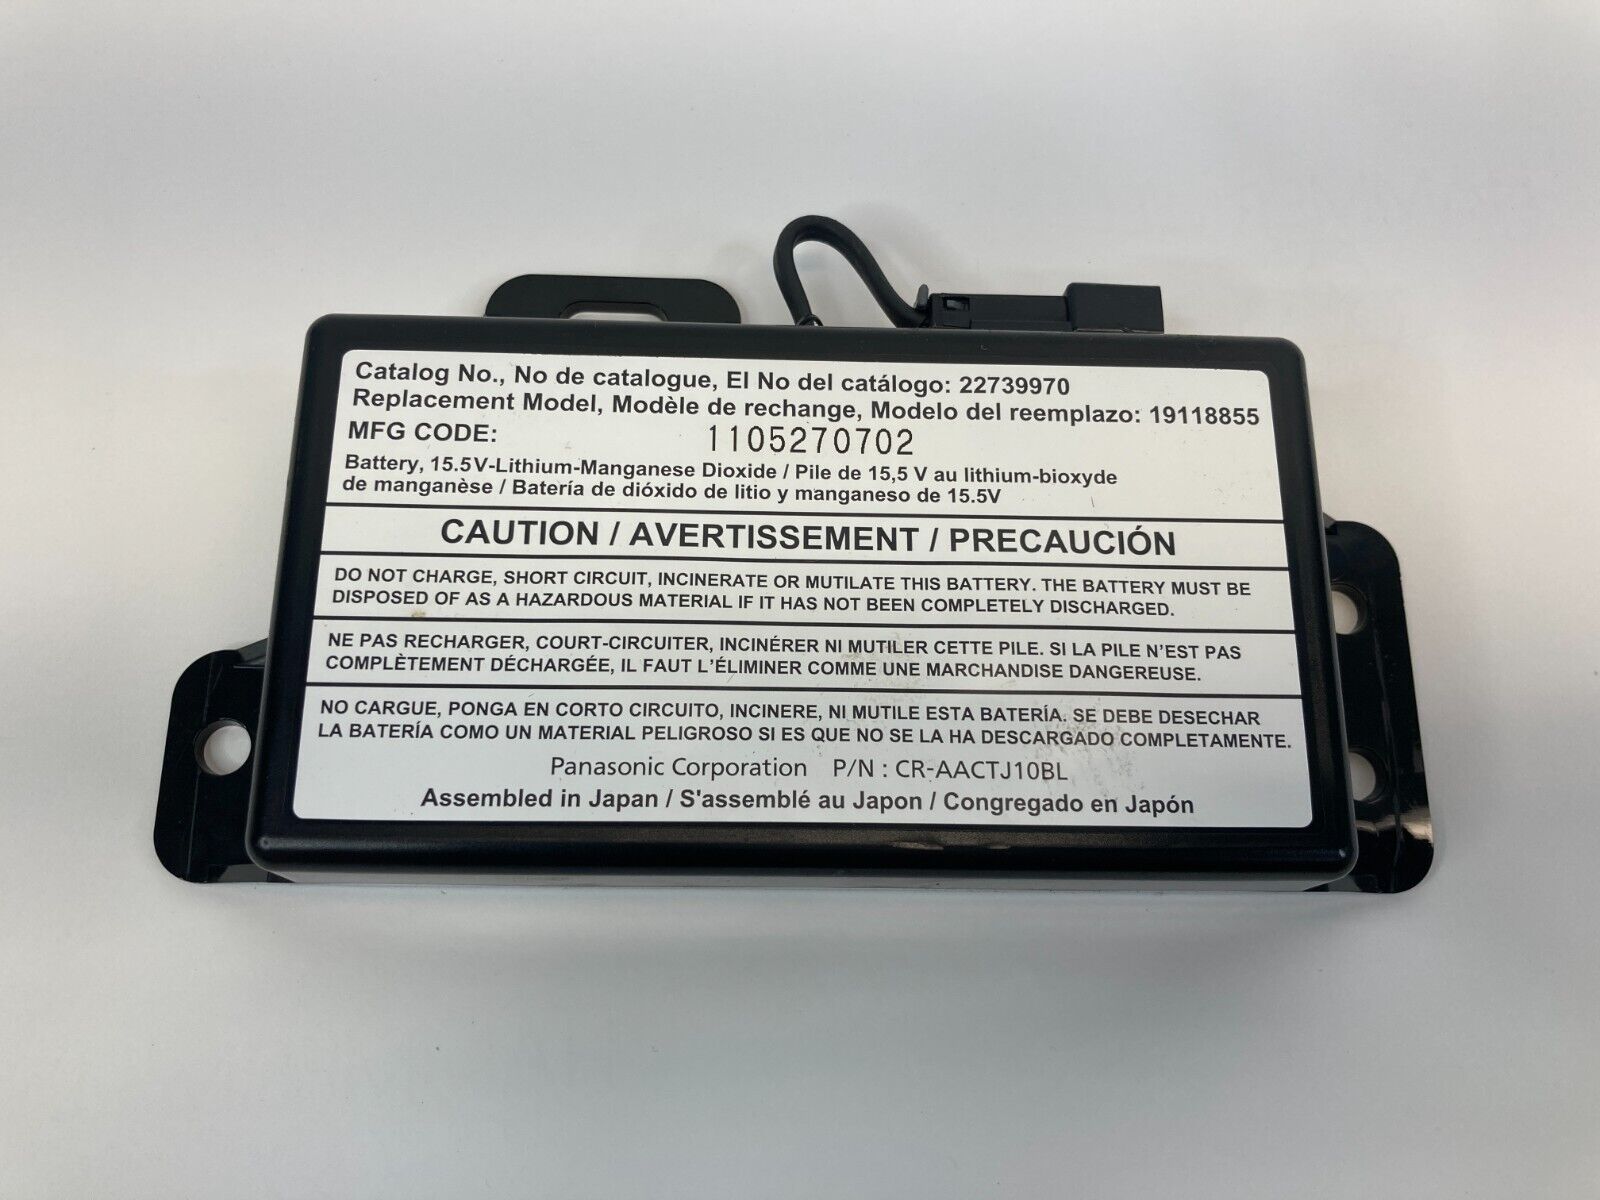 Catalog No., No de catalogue, El No del catálogo: 22739970
Replacement Model, Modèle de rechange, Modelo del reemplazo: 19118855
MFG CODE: 1105270702
Battery, 15.5V-Lithium-Manganese Dioxide / Pile de 15,5 V au lithium-bioxyde
de manganèse / Batería de dióxido de litio y manganeso de 15.5V
CAUTION / AVERTISSEMENT / PRECAUCIÓN
DO NOT CHARGE, SHORT CIRCUIT, INCINERATE OR MUTILATE THIS BATTERY. THE BATTERY MUST BE
DISPOSED OF AS A HAZARDOUS MATERIAL IF IT HAS NOT BEEN COMPLETELY DISCHARGED.
NE PAS RECHARGER, COURT-CIRCUITER, INCINÉRER NI MUTILER CETTE PILE. SI LA PILE N'EST PAS
COMPLÈTEMENT DÉCHARGÉE, IL FAUT L'ÉLIMINER COMME UNE MARCHANDISE DANGEREUSE.
NO CARGUE, PONGA EN CORTO CIRCUITO, INCINERE, NI MUTILE ESTA BATERÍA. SE DEBE DESECHAR
LA BATERÍA COMO UN MATERIAL PELIGROSO SI ES QUE NO SE LA HA DESCARGADO COMPLETAMENTE.
Panasonic Corporation P/N : CR-AACTJ10BL
Assembled in Japan / S'assemblé au Japon / Congregado en Japón